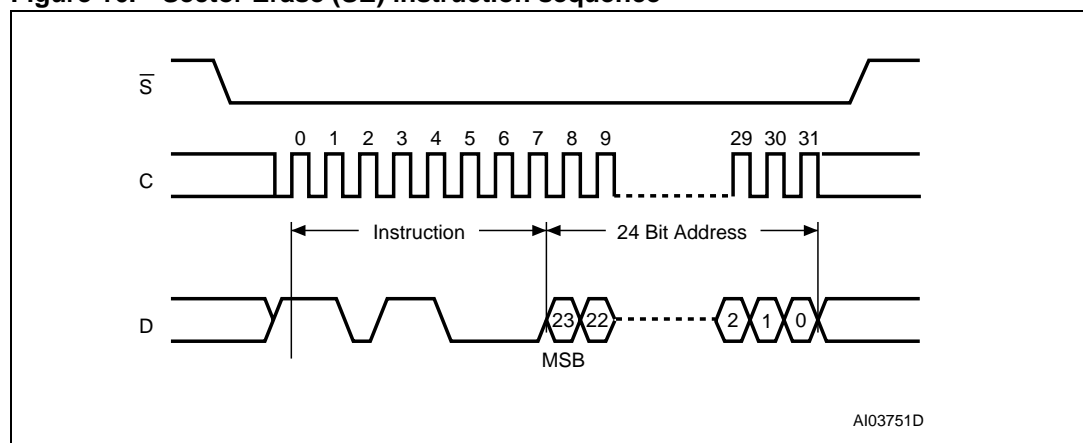 Figure Sector Erase (SE) instruction sequence
S
0 1 2 3 4 5 6 7 8 9 29 30 31
C
Instruction 24 Bit Address
D 23 22 2 1 0
MSB
AI03751D